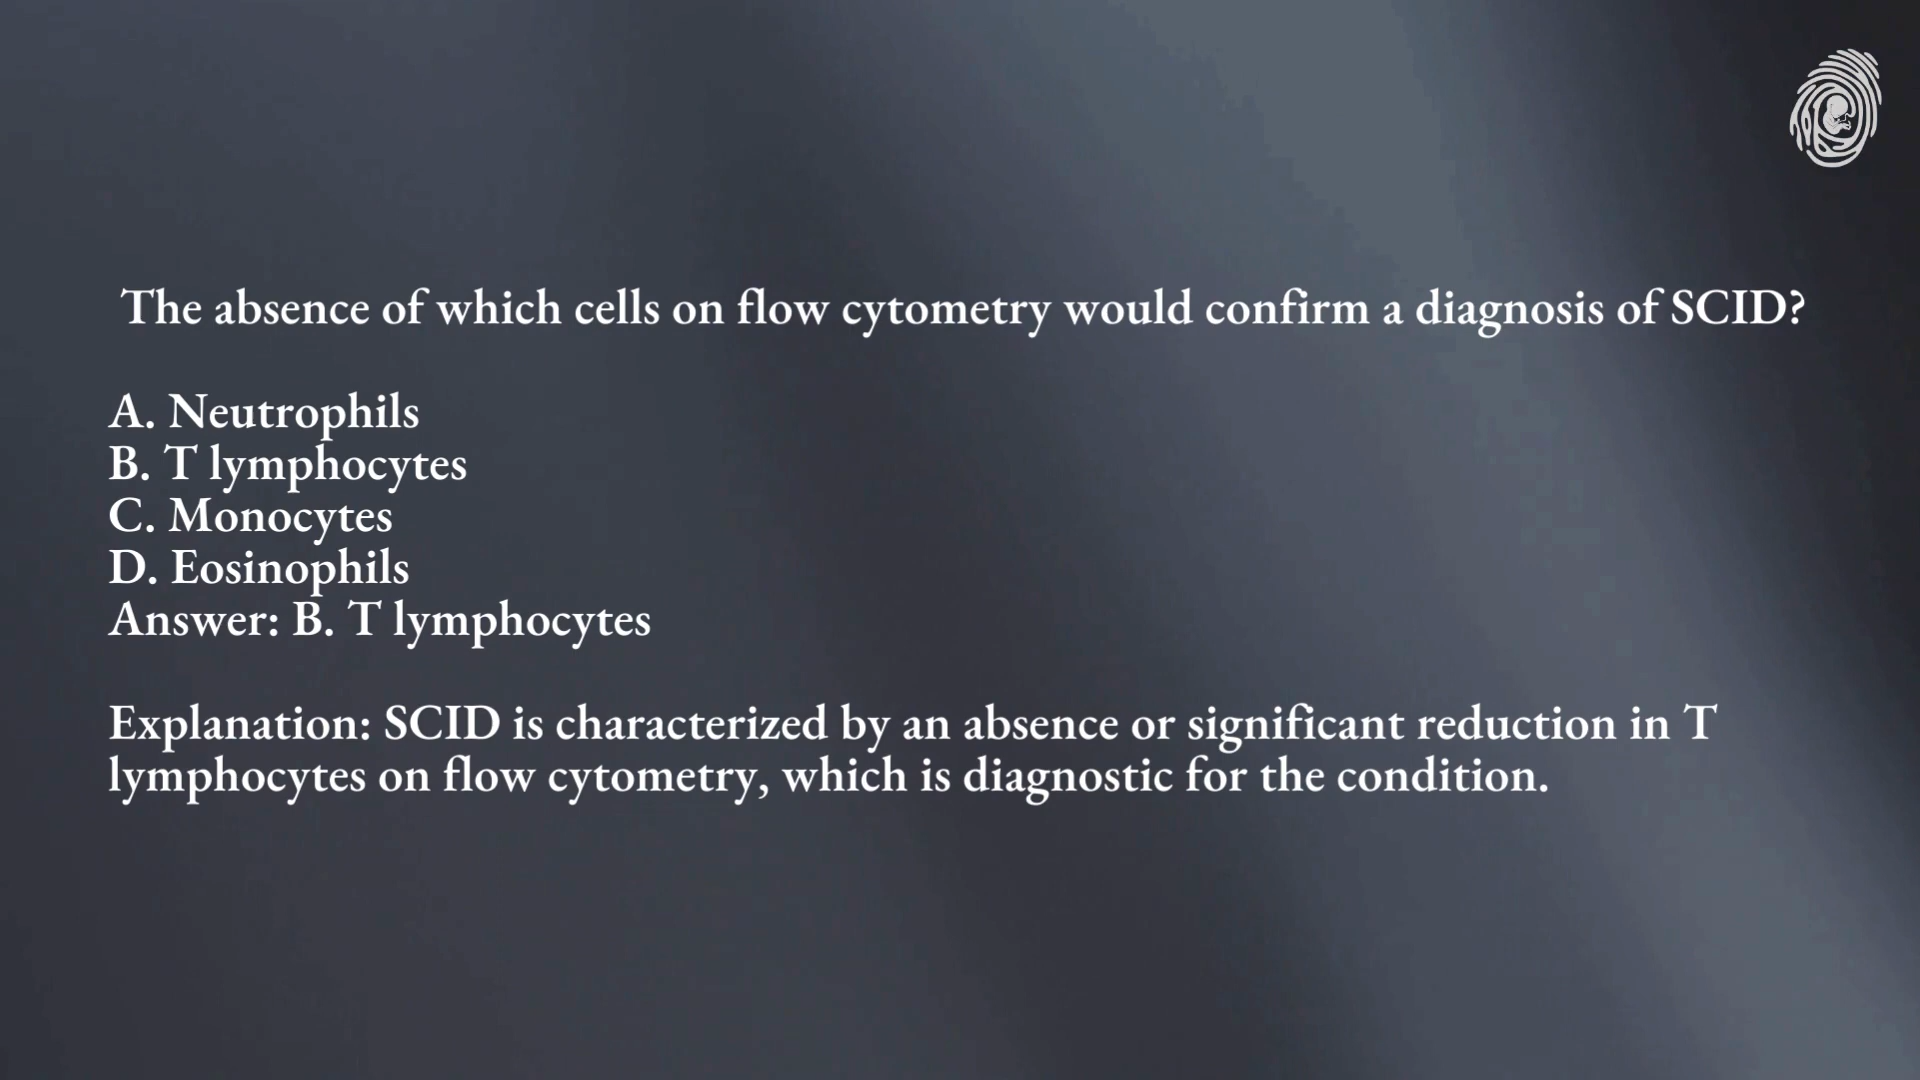 The absence of which cells on flow cytometry would confirm a diagnosis of SCID?
A. Neutrophils
B. T lymphocytes
C. Monocytes
D. Eosinophils
Answer: B. T lymphocytes
Explanation: SCID is characterized by an absence or significant reduction in T
lymphocytes on flow cytometry, which is diagnostic for the condition.